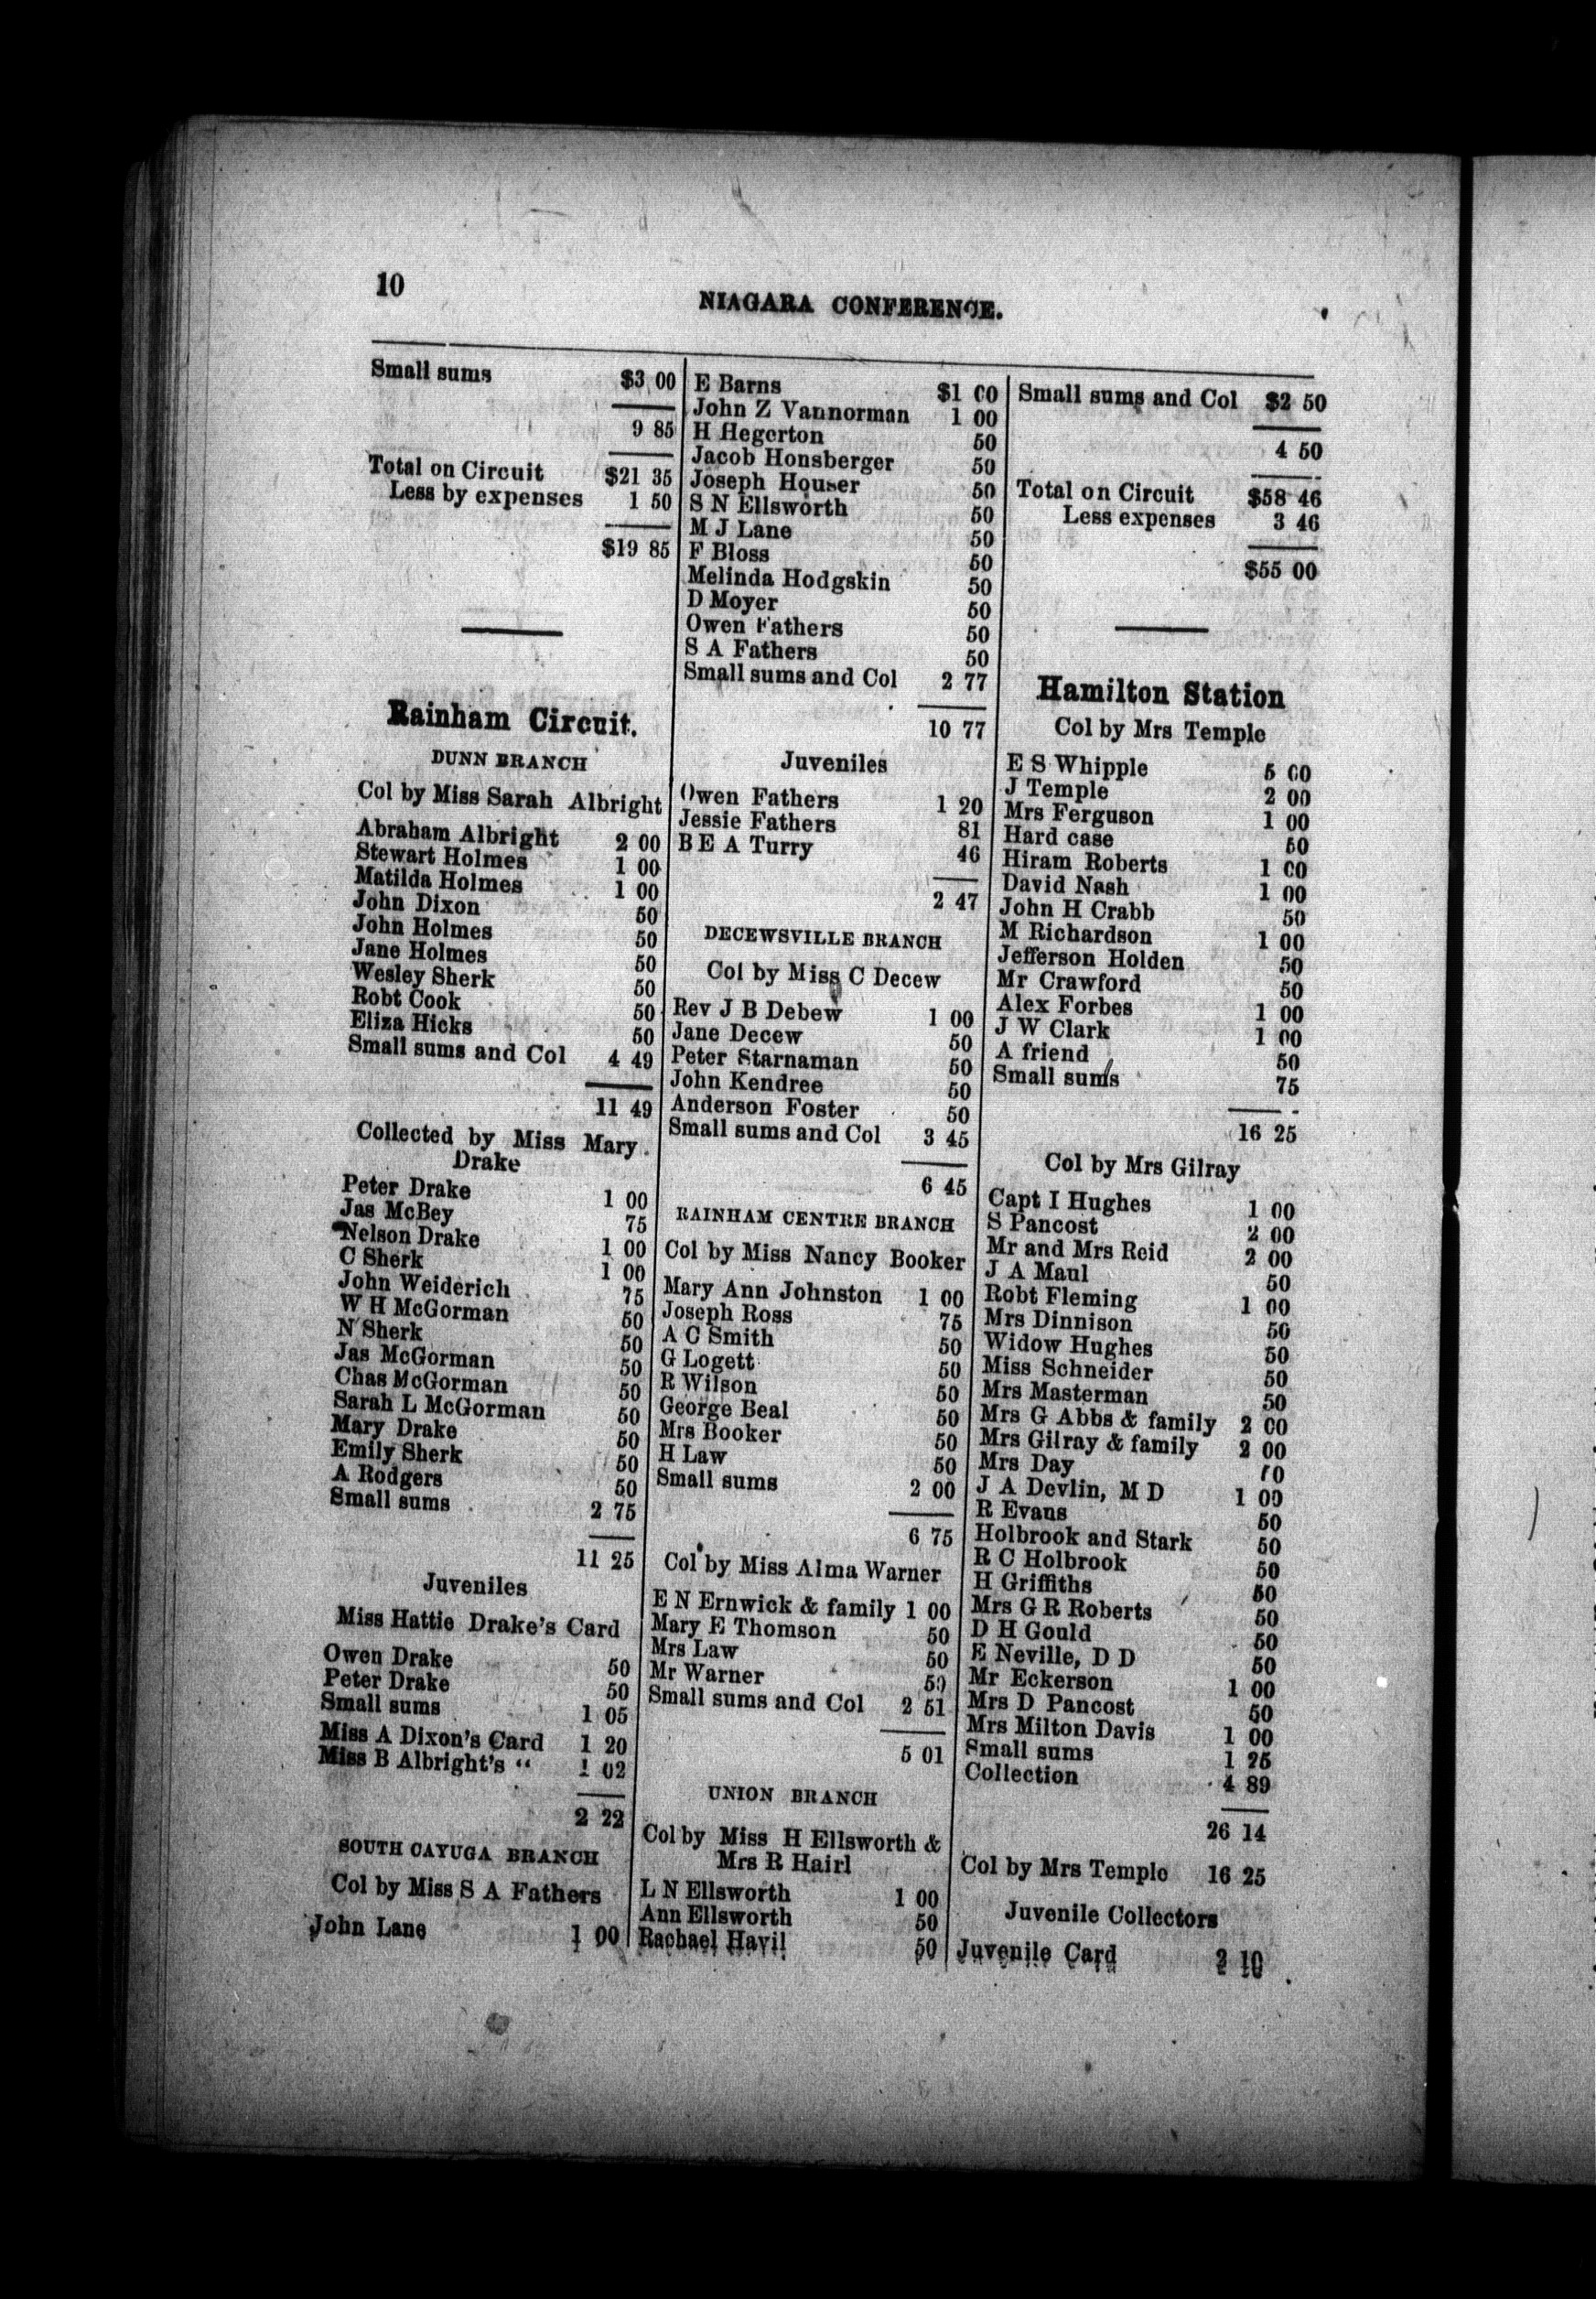 10
NIAGARA CONFERENCE.
Small sums $3 00
9 85
Total on Circuit $21 35
Less by expenses 1 50
$19 85
Rainham Circuit.
DUNN BRANCH
Col by Miss Sarah Albright
Abraham Albright 2 00
Stewart Holmes 1 00
Matilda Holmes 1 00
John Dixon 50
John Holmes 50
Jane Holmes 50
Wesley Sherk 50
Robt Cook 50
Eliza Hicks 50
Small sums and Col 4 49
11 49
Collected by Miss Mary
Drake
Peter Drake 1 00
Jas McBey 75
Nelson Drake 1 00
C Sherk 1 00
John Weiderich 75
W H McGorman 50
N Sherk 50
Jas McGorman 50
Chas McGorman 50
Sarah L McGorman 50
Mary Drake 50
Emily Sherk 50
A Rodgers 50
Small sums 2 75
11 25
Juveniles
Miss Hattie Drake's Card
Owen Drake 50
Peter Drake 50
Small sums 1 05
Miss A Dixon's Card 1 20
Miss B Albright's " 1 02
2 22
SOUTH CAYUGA BRANCH
Col by Miss S A Fathers
John Lane 1 00
E Barns $1 00
John Z Vannorman 1 00
H Hegerton 50
Jacob Honsberger 50
Joseph Houser 50
S N Ellsworth 50
M J Lane 50
F Bloss 50
Melinda Hodgskin 50
D Moyer 50
Owen Fathers 50
S A Fathers 50
Small sums and Col 2 77
10 77
Juveniles
Owen Fathers 1 20
Jessie Fathers 81
B E A Turry 46
2 47
DECEWSVILLE BRANCH
Col by Miss C Decew
Rev J B Debew 1 00
Jane Decew 50
Peter Starnaman 50
John Kendree 50
Anderson Foster 50
Small sums and Col 3 45
6 45
RAINHAM CENTRE BRANCH
Col by Miss Nancy Booker
Mary Ann Johnston 1 00
Joseph Ross 75
A C Smith 50
G Logett 50
R Wilson 50
George Beal 50
Mrs Booker 50
H Law 50
Small sums 2 00
6 75
Col by Miss Alma Warner
E N Ernwick & family 1 00
Mary E Thomson 50
Mrs Law 50
Mr Warner 50
Small sums and Col 2 51
5 01
UNION BRANCH
Col by Miss H Ellsworth &
Mrs R Hairl
L N Ellsworth 1 00
Ann Ellsworth 50
Rachael Havil 50
Small sums and Col $2 50
4 50
Total on Circuit $58 46
Less expenses 3 46
$55 00
Hamilton Station
Col by Mrs Temple
E S Whipple 5 00
J Temple 2 00
Mrs Ferguson 1 00
Hard case 50
Hiram Roberts 1 00
David Nash 1 00
John H Crabb 50
M Richardson 1 00
Jefferson Holden 50
Mr Crawford 50
Alex Forbes 1 00
J W Clark 1 00
A friend 50
Small sums 75
16 25
Col by Mrs Gilray
Capt I Hughes 1 00
S Pancost 2 00
Mr and Mrs Reid 2 00
J A Maul 50
Robt Fleming 1 00
Mrs Dinnison 50
Widow Hughes 50
Miss Schneider 50
Mrs Masterman 50
Mrs G Abbs & family 2 00
Mrs Gilray & family 2 00
Mrs Day 50
J A Devlin, M D 1 00
R Evans 50
Holbrook and Stark 50
R C Holbrook 50
H Griffiths 50
Mrs G R Roberts 50
D H Gould 50
E Neville, D D 50
Mr Eckerson 1 00
Mrs D Pancost 50
Mrs Milton Davis 1 00
Small sums 1 25
Collection 4 89
26 14
Col by Mrs Temple 16 25
Juvenile Collectors
Juvenile Card 2 10